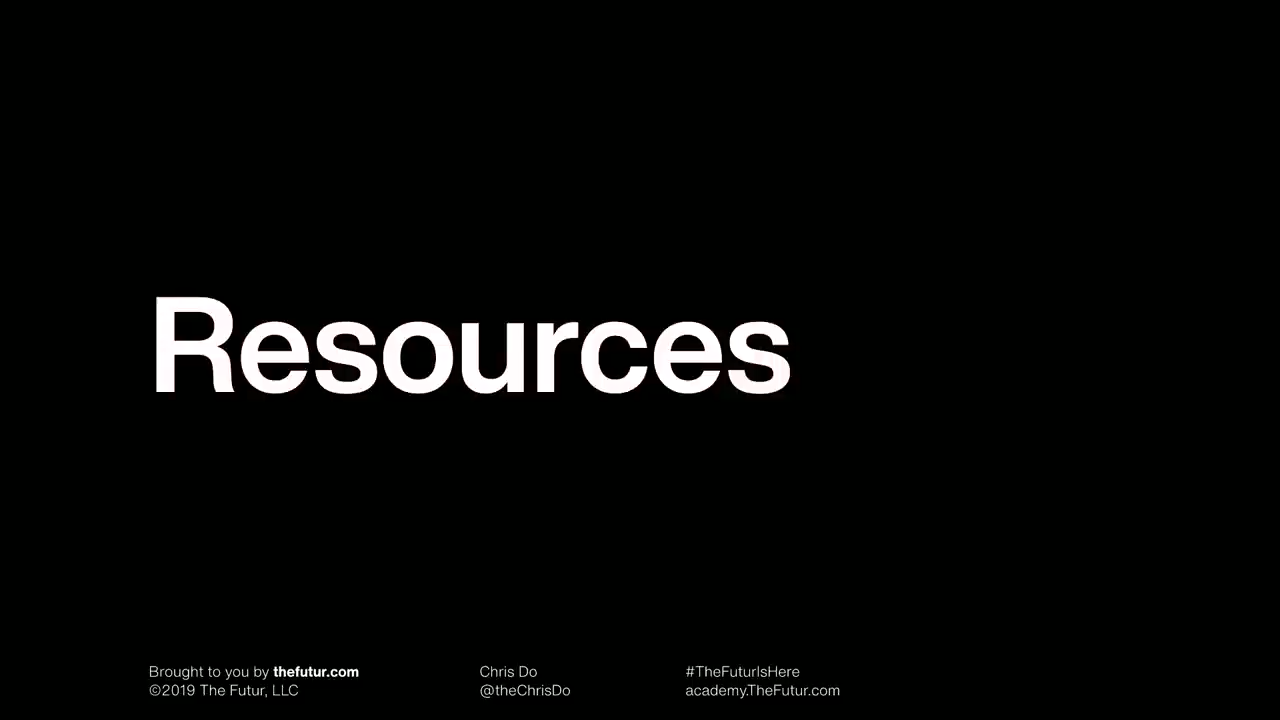 Resources
Brought to you by thefutur.com
©2019 The Futur, LLC
Chris Do
@theChrisDo
#TheFuturIsHere
academy.TheFutur.com